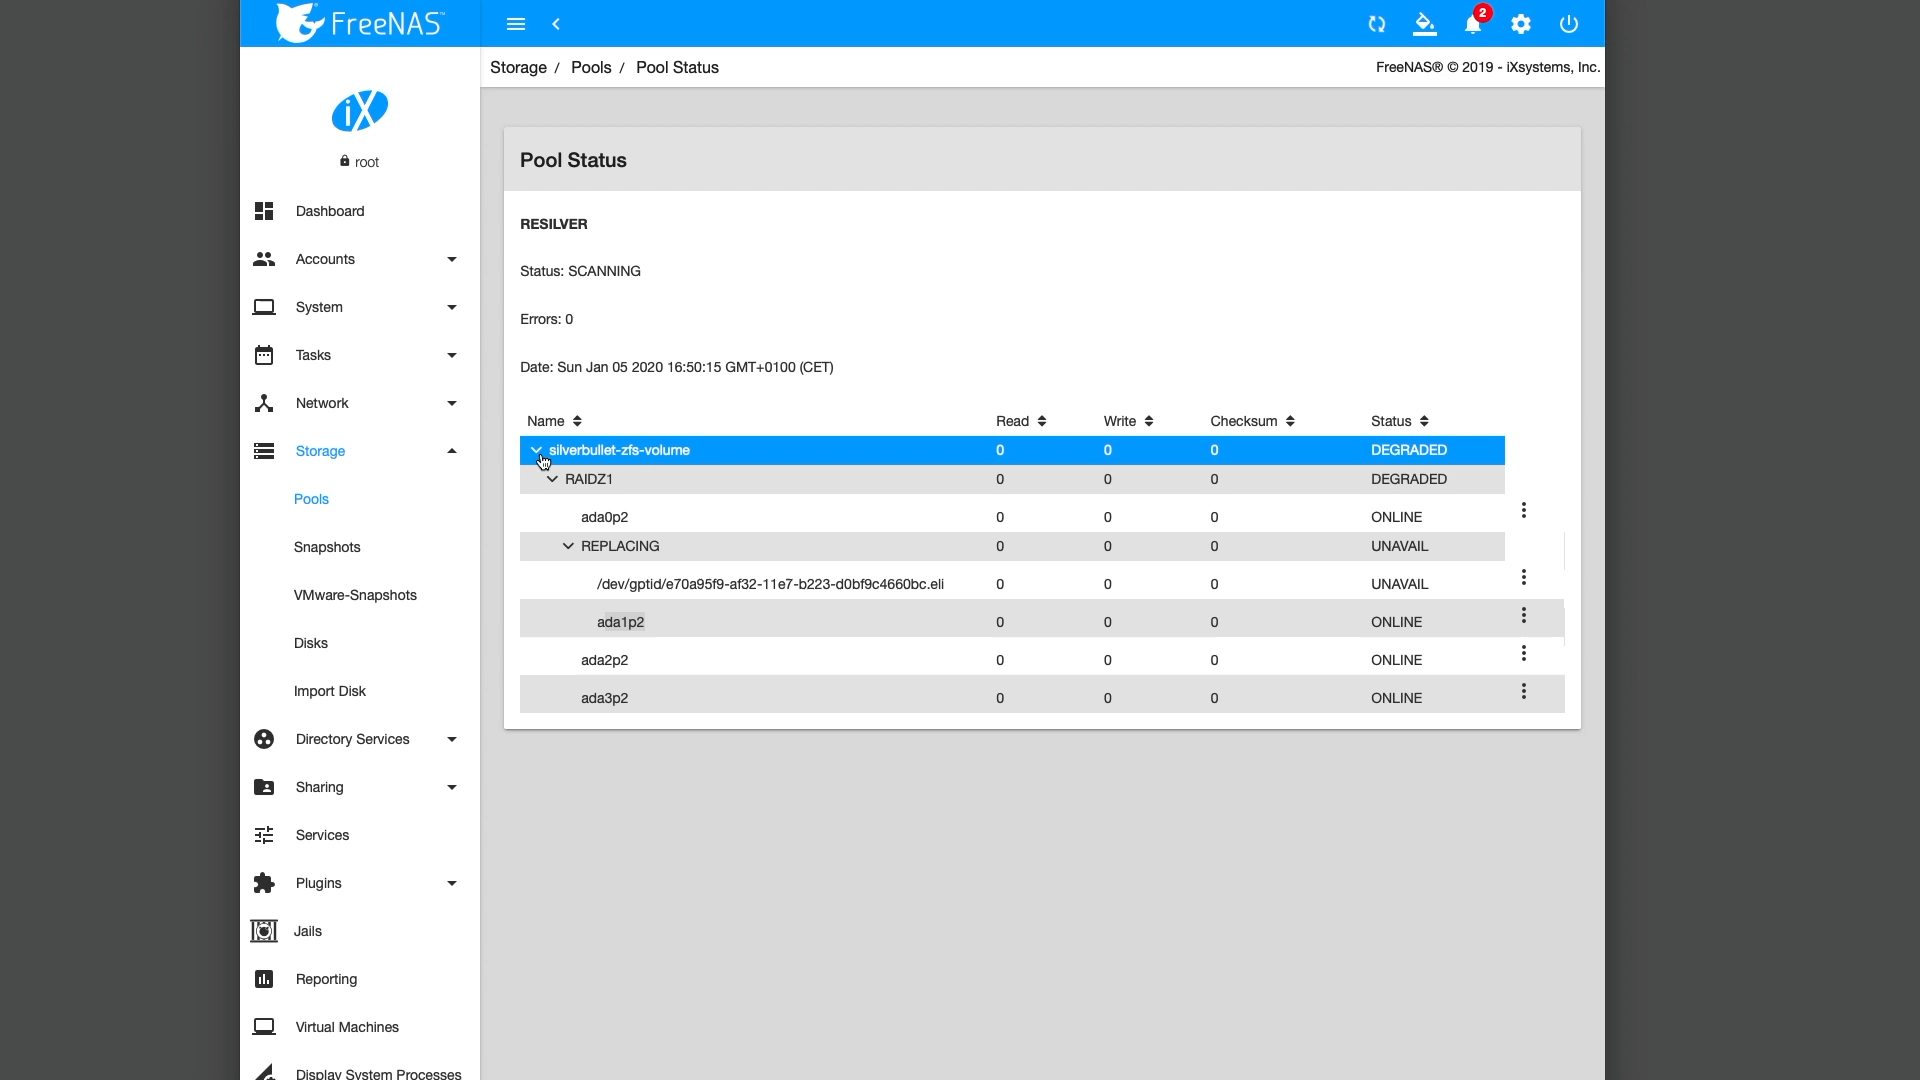 FreeNAS™
2
Storage / Pools / Pool Status
FreeNAS® © 2019 - iXsystems, Inc.
iX
root
Dashboard
Accounts
System
Tasks
Network
Storage
Pools
Snapshots
VMware-Snapshots
Disks
Import Disk
Directory Services
Sharing
Services
Plugins
Jails
Reporting
Virtual Machines
Display System Processes
Pool Status
RESILVER
Status: SCANNING
Errors: 0
Date: Sun Jan 05 2020 16:50:15 GMT+0100 (CET)
Name Read Write Checksum Status
silverbullet-zfs-volume 0 0 0 DEGRADED
RAIDZ1 0 0 0 DEGRADED
ada0p2 0 0 0 ONLINE
REPLACING 0 0 0 UNAVAIL
/dev/gptid/e70a95f9-af32-11e7-b223-d0bf9c4660bc.eli 0 0 0 UNAVAIL
ada1p2 0 0 0 ONLINE
ada2p2 0 0 0 ONLINE
ada3p2 0 0 0 ONLINE